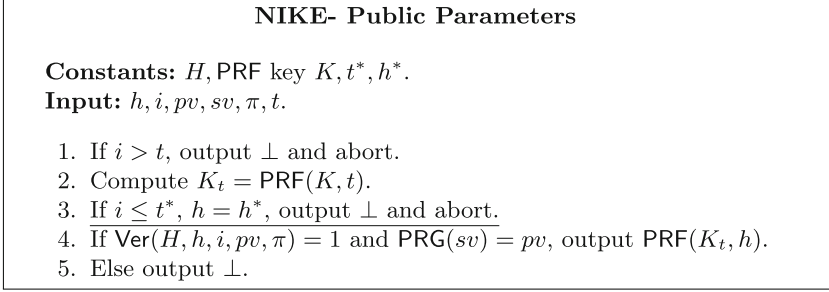 NIKE- Public Parameters
Constants: H, PRF key K, t*, h*.
Input: h, i, pv, sv, π, t.
1. If i > t, output ⊥ and abort.
2. Compute K_t = PRF(K, t).
3. If i ≤ t*, h = h*, output ⊥ and abort.
4. If Ver(H, h, i, pv, π) = 1 and PRG(sv) = pv, output PRF(K_t, h).
5. Else output ⊥.